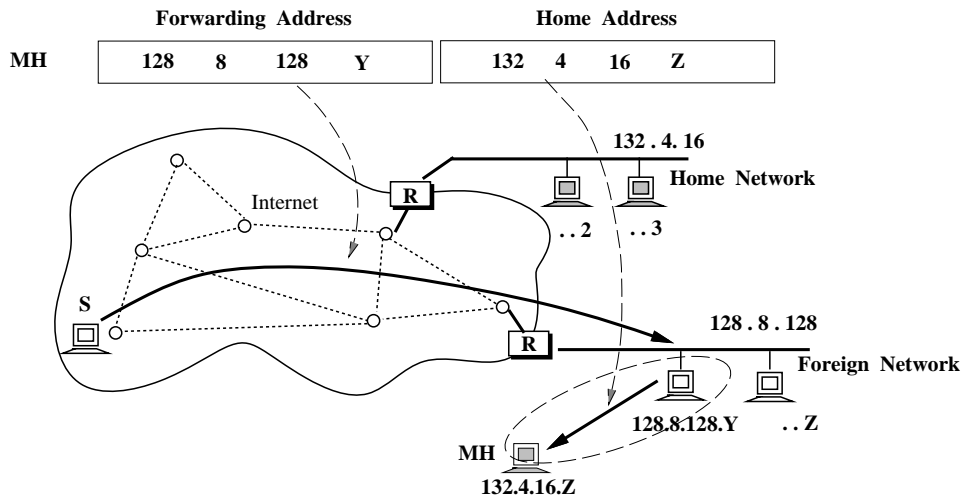 Forwarding Address
Home Address
MH
128 8 128 Y
132 4 16 Z
132 . 4. 16
R
Home Network
Internet
. . 2
. . 3
S
128 . 8 . 128
R
Foreign Network
128.8.128.Y
. . Z
MH
132.4.16.Z